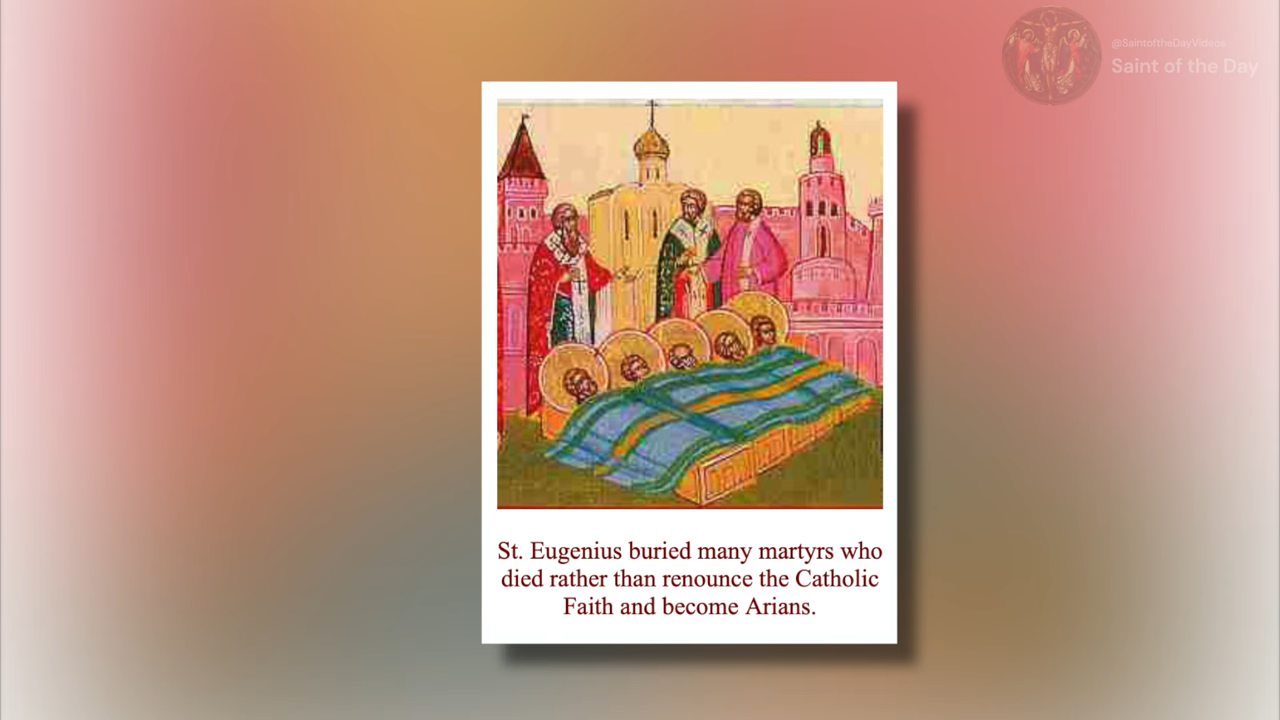 @SaintoftheDayVideos
Saint of the Day
St. Eugenius buried many martyrs who
died rather than renounce the Catholic
Faith and become Arians.